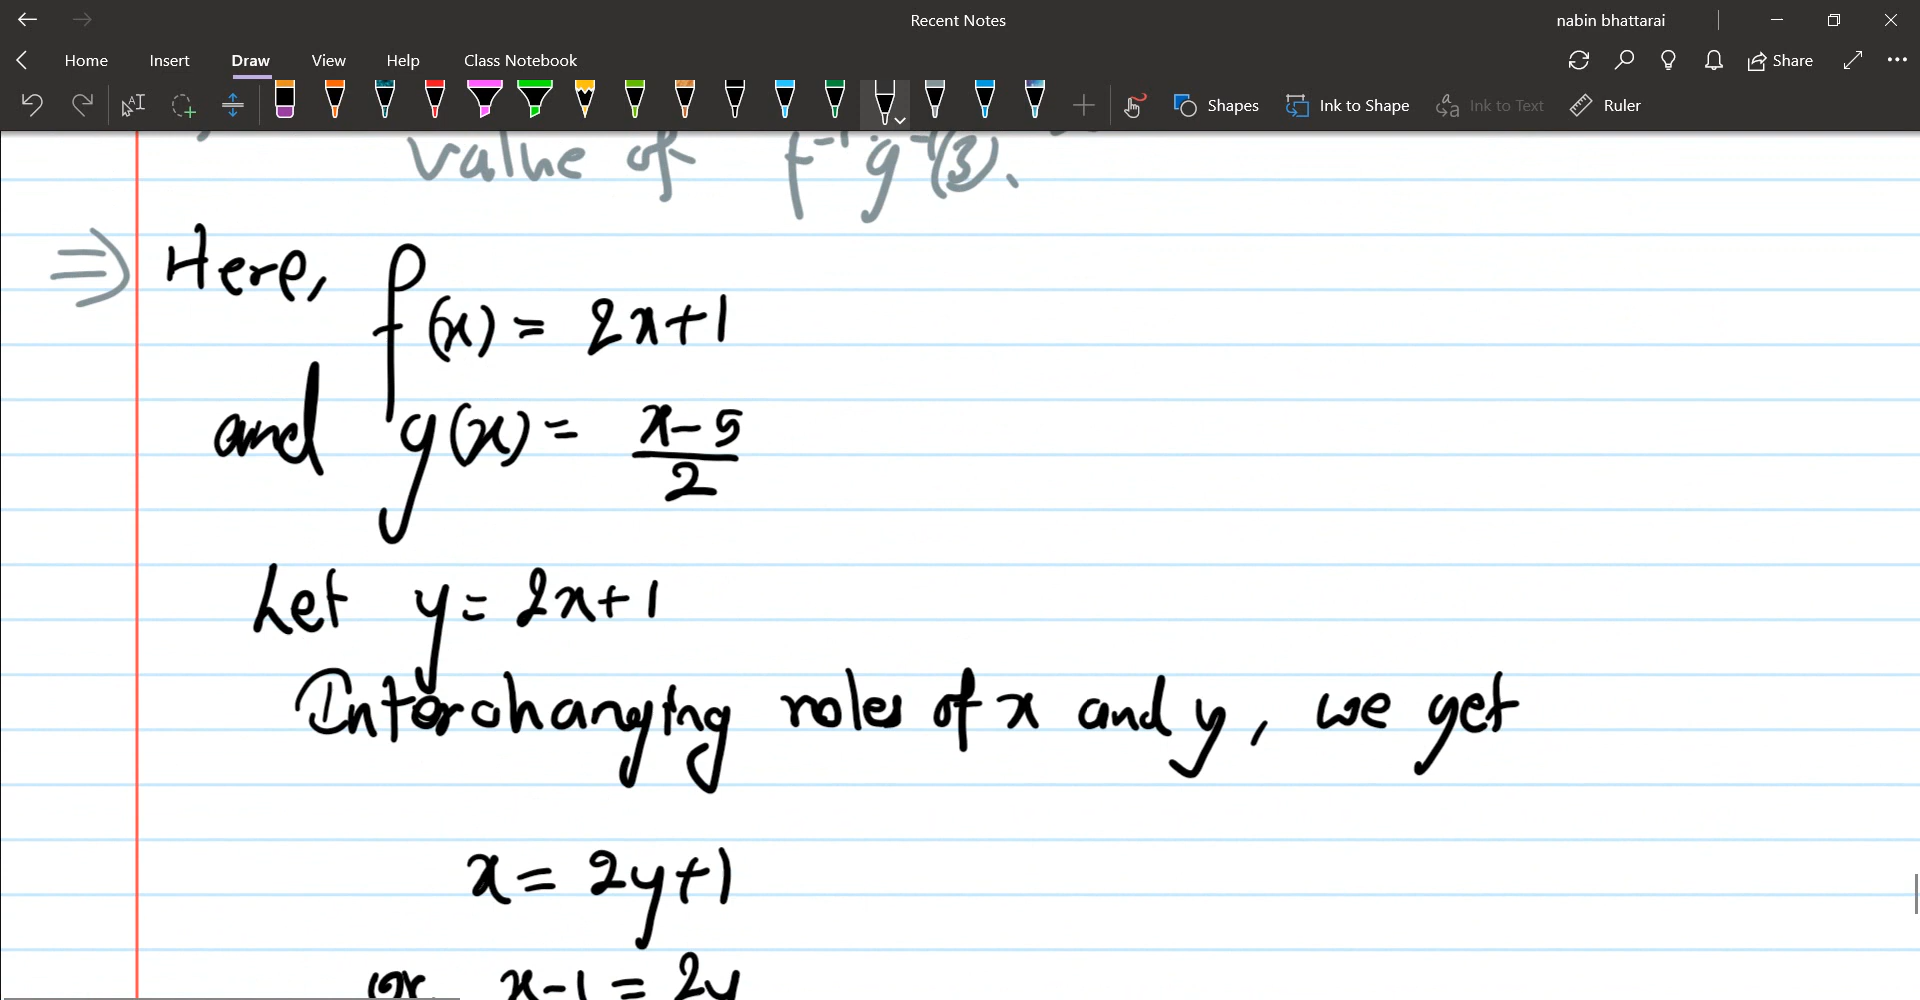 Recent Notes
nabin bhattarai
Home Insert Draw View Help Class Notebook
Share
Shapes Ink to Shape Ink to Text Ruler
value of f⁻¹g⁻¹(3).
⇒ Here, f(x) = 2x+1
and g(x) = x-5/2
Let y = 2x+1
Interchanging roles of x and y, we get
x = 2y+1
or x-1 = 2y